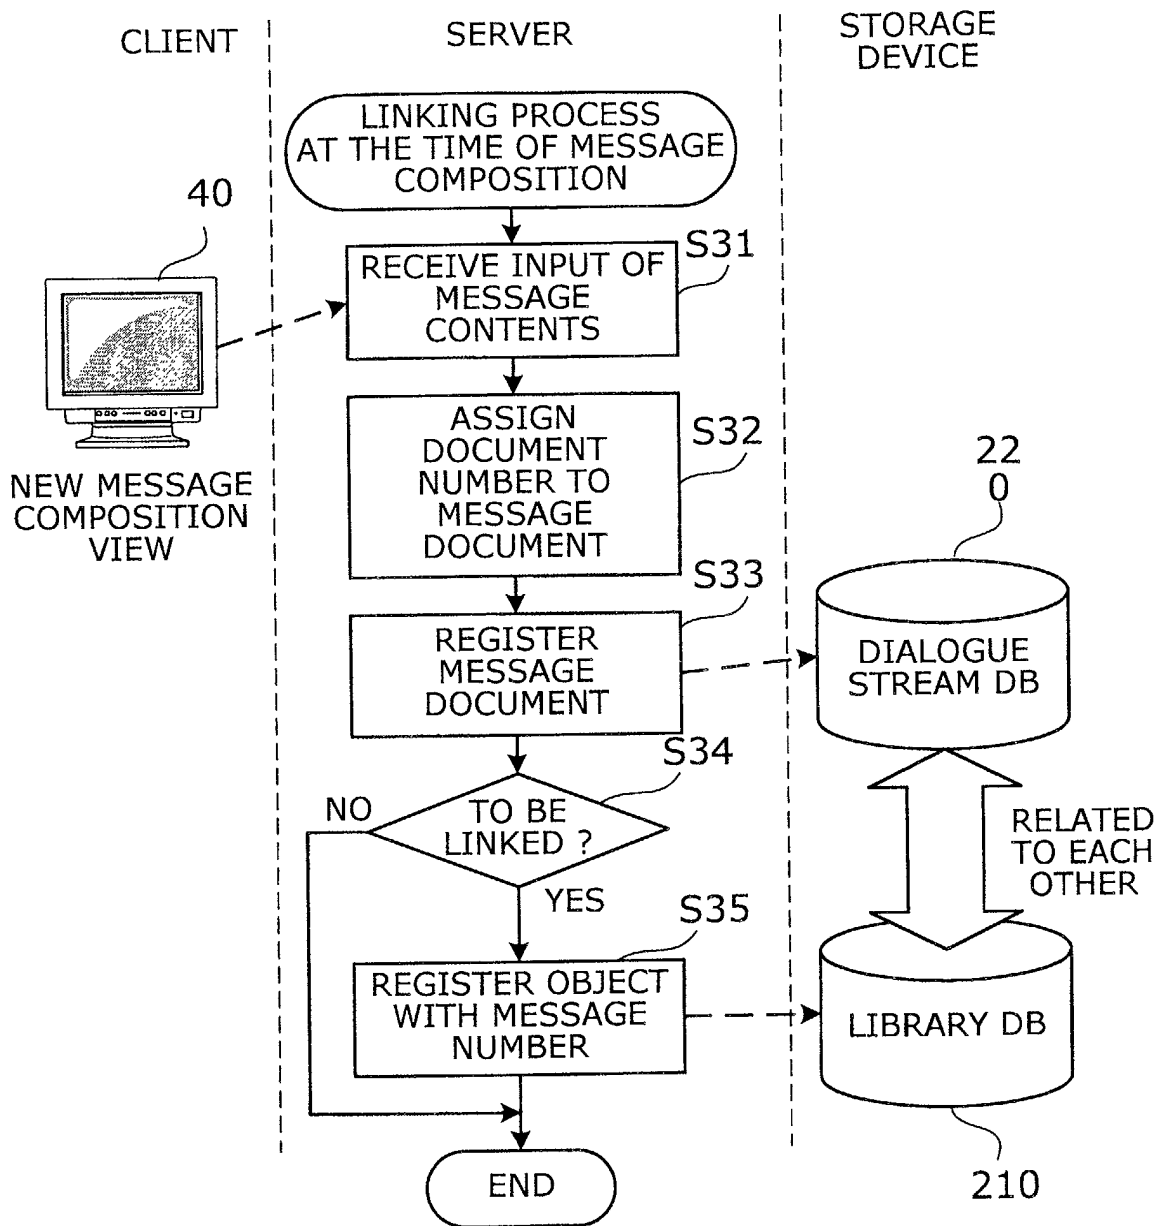 CLIENT
SERVER
STORAGE
DEVICE
LINKING PROCESS
AT THE TIME OF MESSAGE
COMPOSITION
40
S31
RECEIVE INPUT OF
MESSAGE
CONTENTS
NEW MESSAGE
COMPOSITION
VIEW
S32
ASSIGN
DOCUMENT
NUMBER TO
MESSAGE
DOCUMENT
S33
REGISTER
MESSAGE
DOCUMENT
22
0
DIALOGUE
STREAM DB
S34
TO BE
LINKED ?
NO
YES
RELATED
TO EACH
OTHER
S35
REGISTER OBJECT
WITH MESSAGE
NUMBER
LIBRARY DB
210
END